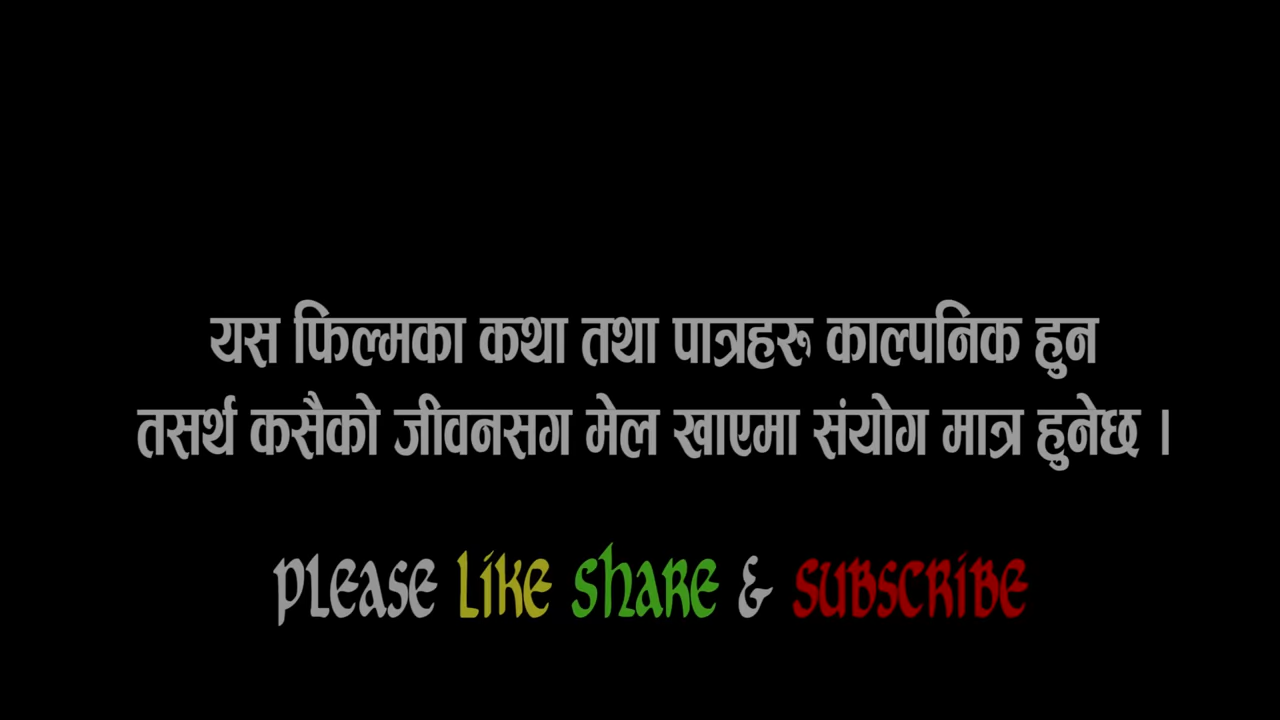 यस फिल्मका कथा तथा पात्रहरू काल्पनिक हुन
तसर्थ कसैको जीवनसग मेल खाएमा संयोग मात्र हुनेछ ।
PLEASE LIKE SHARE & SUBSCRIBE